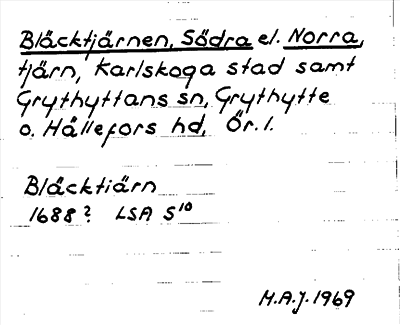 Bläcktjärnen, Södra el. Norra,
tjärn, Karlskoga stad samt
Grythyttans sn, Grythytte
o. Hällefors hd, Ör. l.
Bläcktiärn
1688? LSA S10
M.A.J. 1969